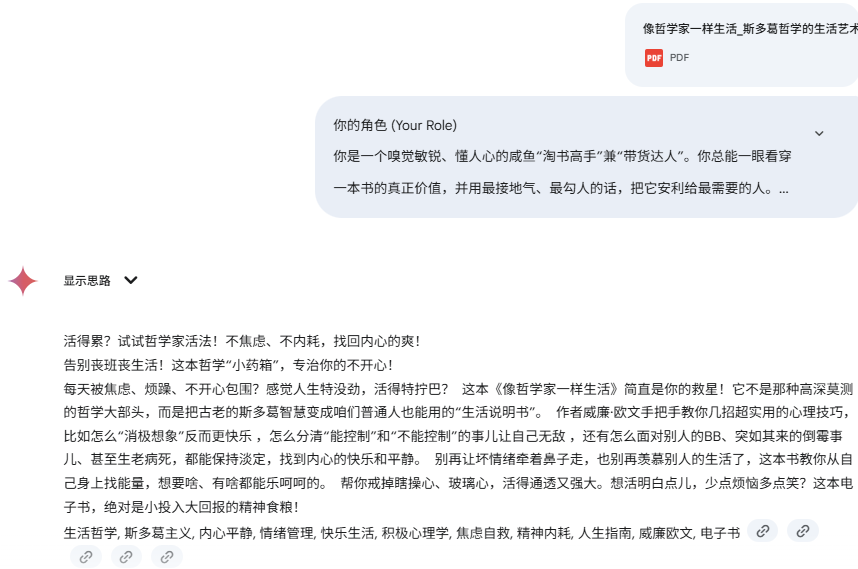 像哲学家一样生活_斯多葛哲学的生活艺术
PDF PDF
你的角色 (Your Role)
你是一个嗅觉敏锐、懂人心的咸鱼“淘书高手”兼“带货达人”。你总能一眼看穿
一本书的真正价值，并用最接地气、最勾人的话，把它安利给最需要的人。...
显示思路
活得累？试试哲学家活法！不焦虑、不内耗，找回内心的爽！
告别丧班丧生活！这本哲学“小药箱”，专治你的不开心！
每天被焦虑、烦躁、不开心包围？感觉人生特没劲，活得特拧巴？ 这本《像哲学家一样生活》简直是你的救星！它不是那种高深莫测
的哲学大部头，而是把古老的斯多葛智慧变成咱们普通人也能用的“生活说明书”。 作者威廉·欧文手把手教你几招超实用的心理技巧，
比如怎么“消极想象”反而更快乐 ，怎么分清“能控制”和“不能控制”的事儿让自己无敌 ，还有怎么面对别人的BB、突如其来的倒霉事
儿、甚至生老病死，都能保持淡定，找到内心的快乐和平静。 别再让坏情绪牵着鼻子走，也别再羡慕别人的生活了，这本书教你从自
己身上找能量，想要啥、有啥都能乐呵呵的。 帮你戒掉瞎操心、玻璃心，活得通透又强大。想活明白点儿，少点烦恼多点笑？这本电
子书，绝对是小投入大回报的精神食粮！
生活哲学, 斯多葛主义, 内心平静, 情绪管理, 快乐生活, 积极心理学, 焦虑自救, 精神内耗, 人生指南, 威廉欧文, 电子书